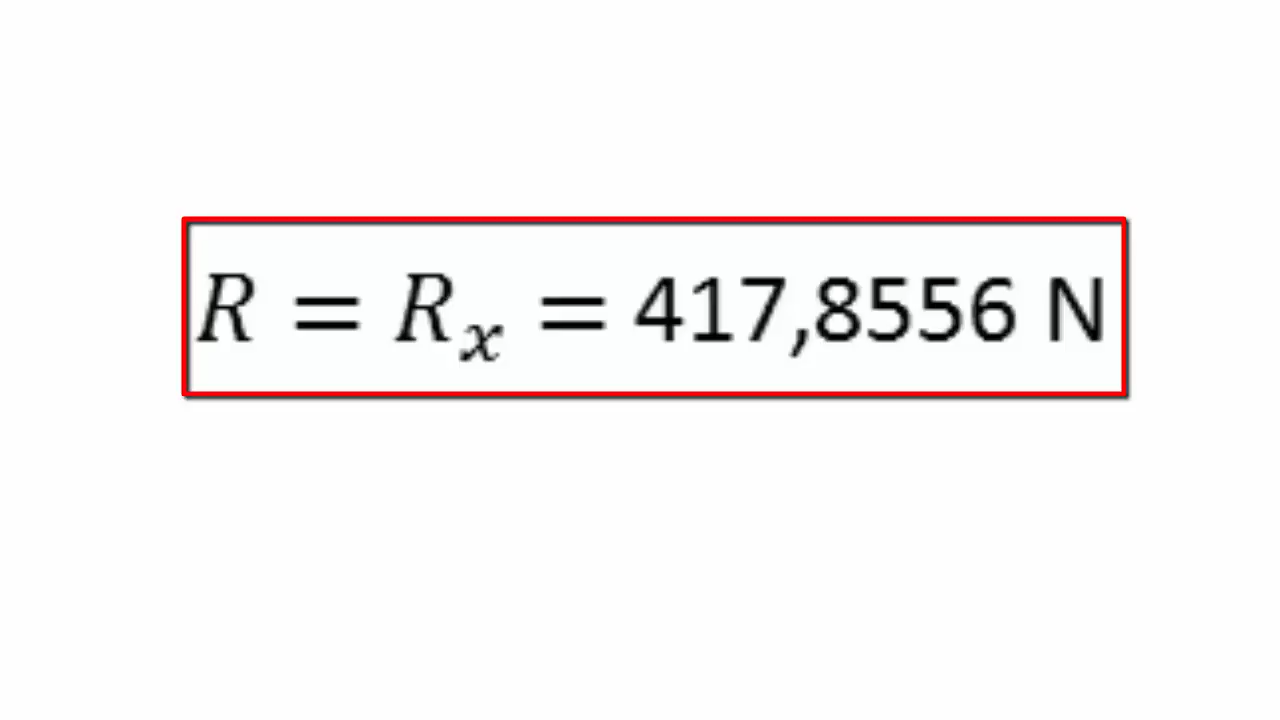 R = Rₓ = 417,8556 N